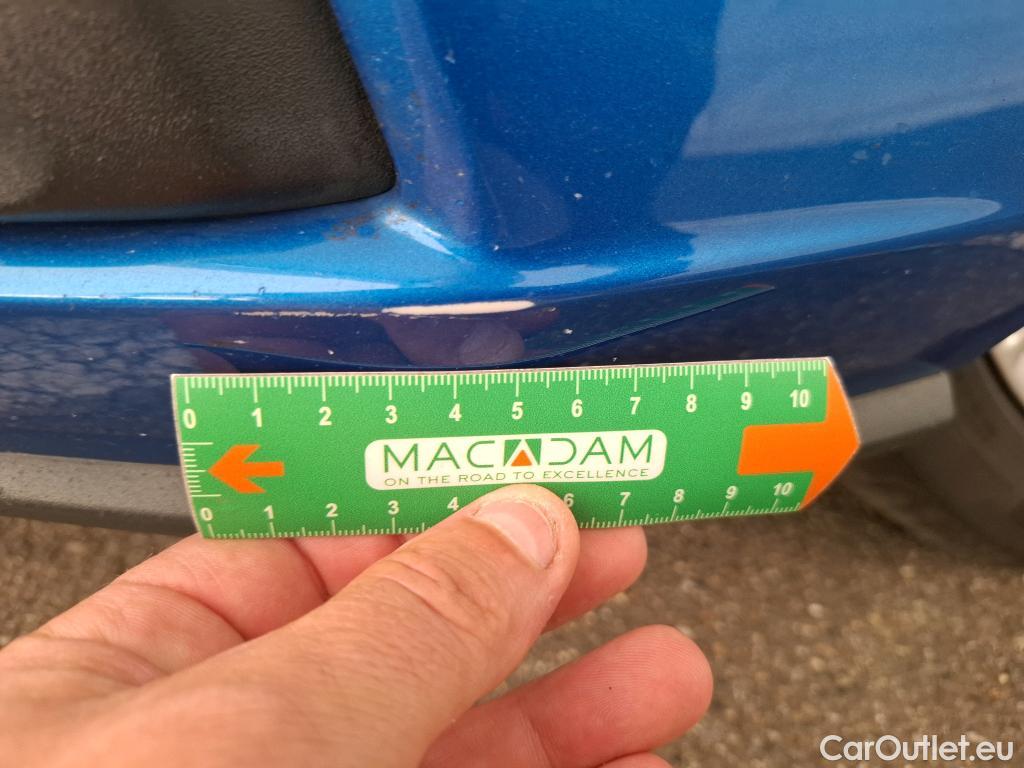 0 1 2 3 4 5 6 7 8 9 10
MACADAM
ON THE ROAD TO EXCELLENCE
0 1 2 3 4 6 7 8 9 10
CarOutlet.eu